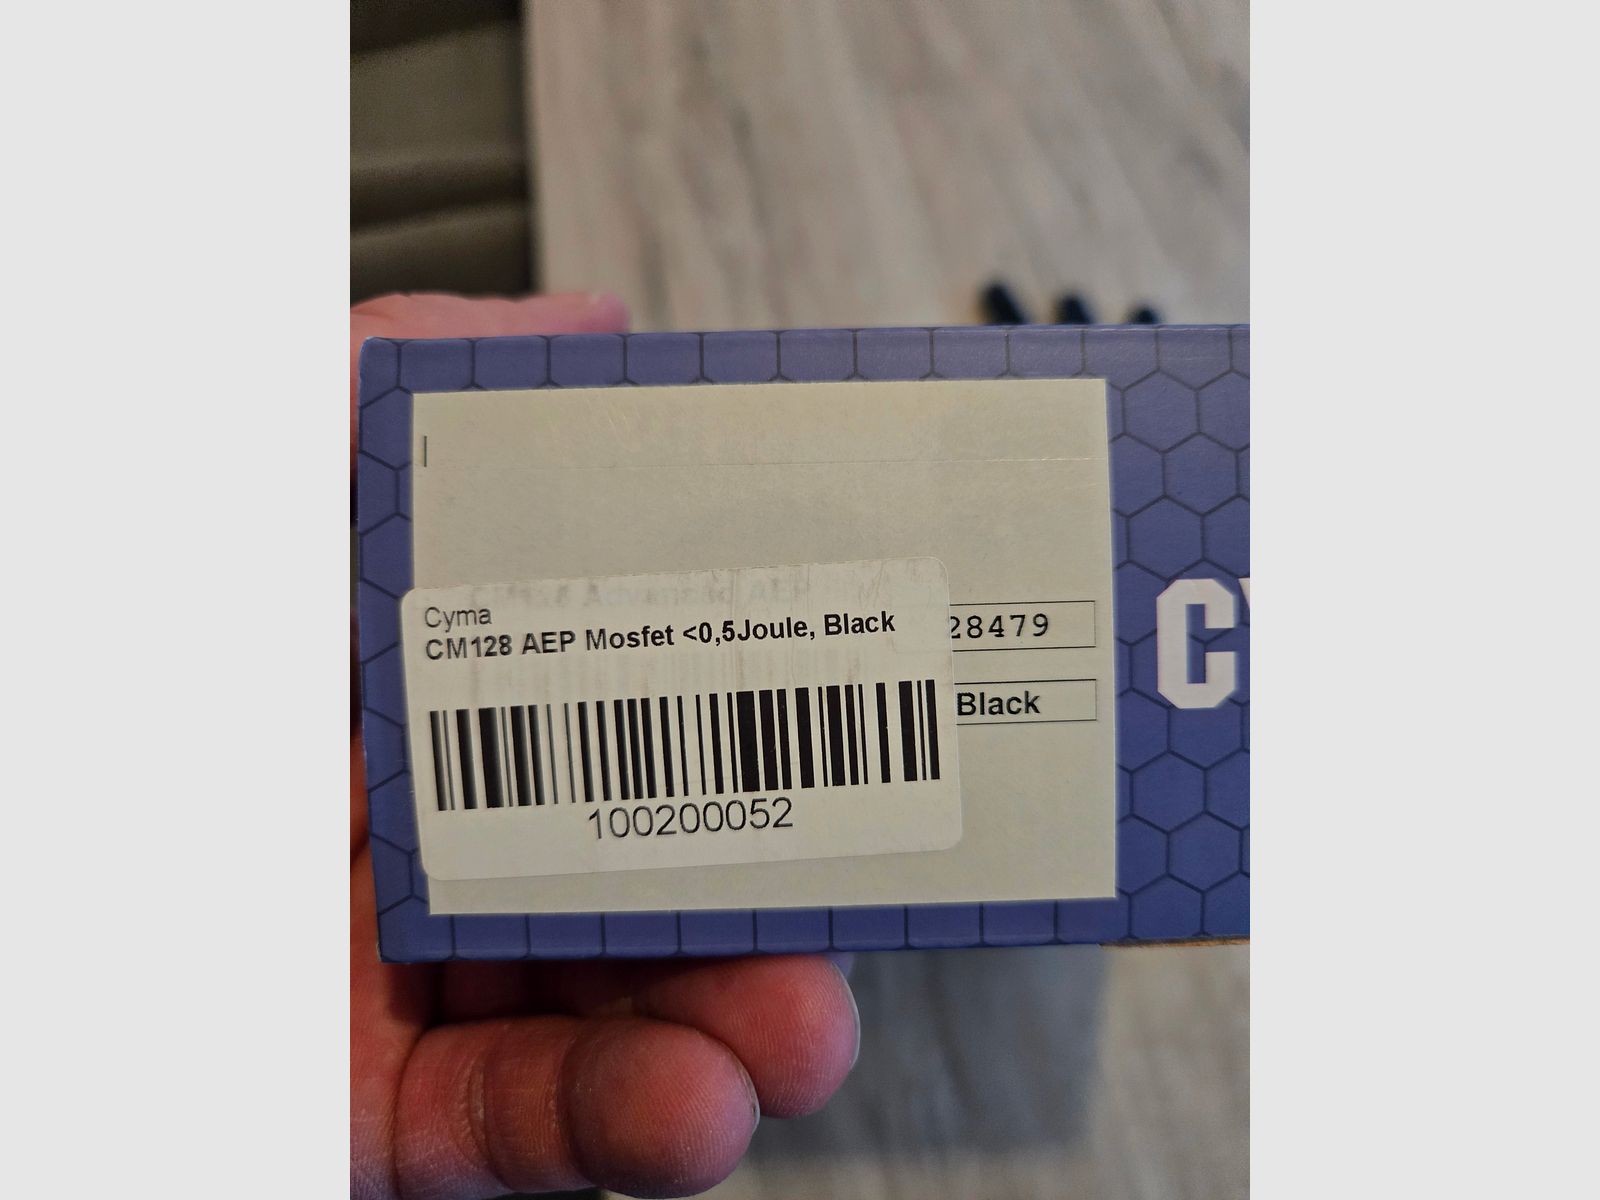 Cyma
CM128 AEP Mosfet <0,5Joule, Black
28479
Black
100200052